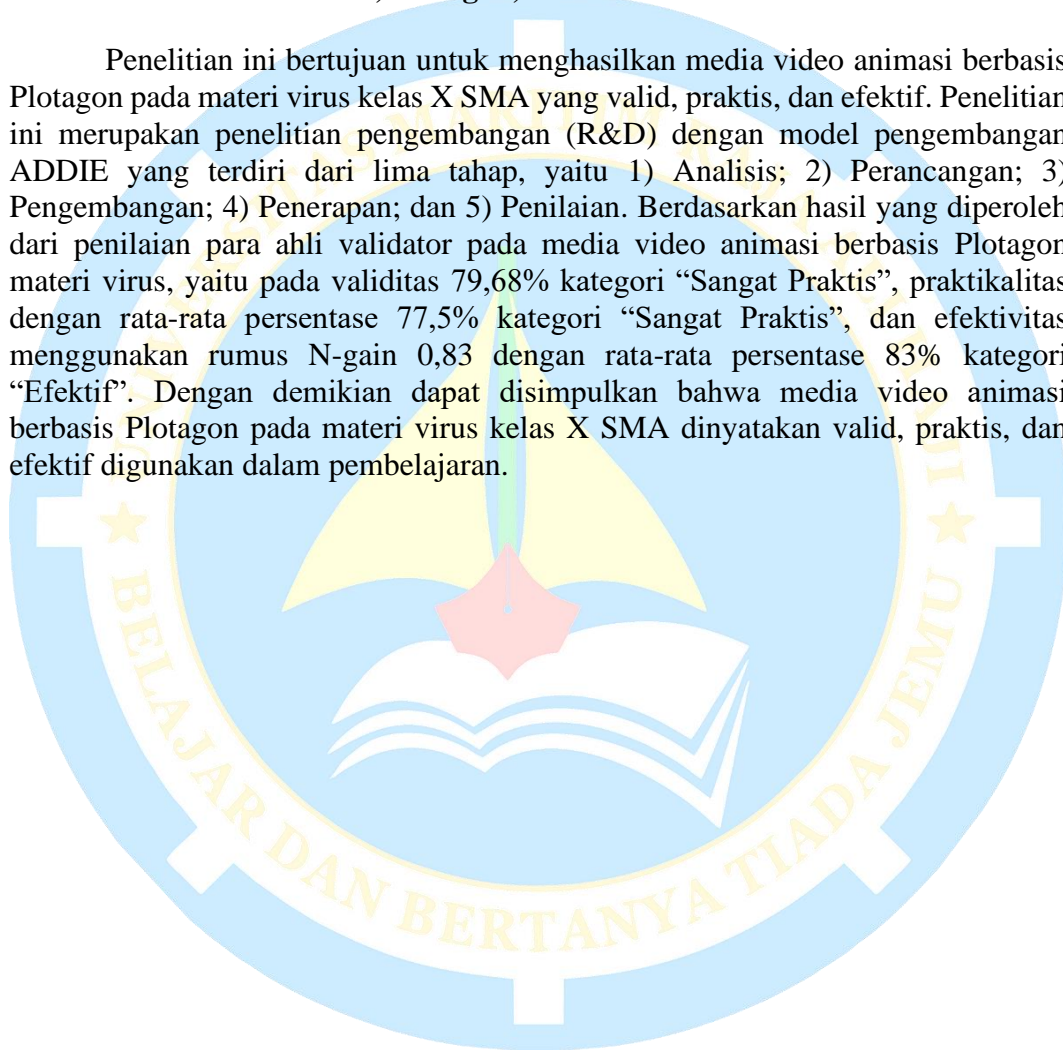 Penelitian ini bertujuan untuk menghasilkan media video animasi berbasis
Plotagon pada materi virus kelas X SMA yang valid, praktis, dan efektif. Penelitian
ini merupakan penelitian pengembangan (R&D) dengan model pengembangan
ADDIE yang terdiri dari lima tahap, yaitu 1) Analisis; 2) Perancangan; 3)
Pengembangan; 4) Penerapan; dan 5) Penilaian. Berdasarkan hasil yang diperoleh
dari penilaian para ahli validator pada media video animasi berbasis Plotagon
materi virus, yaitu pada validitas 79,68% kategori “Sangat Praktis”, praktikalitas
dengan rata-rata persentase 77,5% kategori “Sangat Praktis”, dan efektivitas
menggunakan rumus N-gain 0,83 dengan rata-rata persentase 83% kategori
“Efektif”. Dengan demikian dapat disimpulkan bahwa media video animasi
berbasis Plotagon pada materi virus kelas X SMA dinyatakan valid, praktis, dan
efektif digunakan dalam pembelajaran.
UNIVERSITAS MARITIM RAJA ALI HAJI
BELAJAR DAN BERTANYA TIADA JEMU